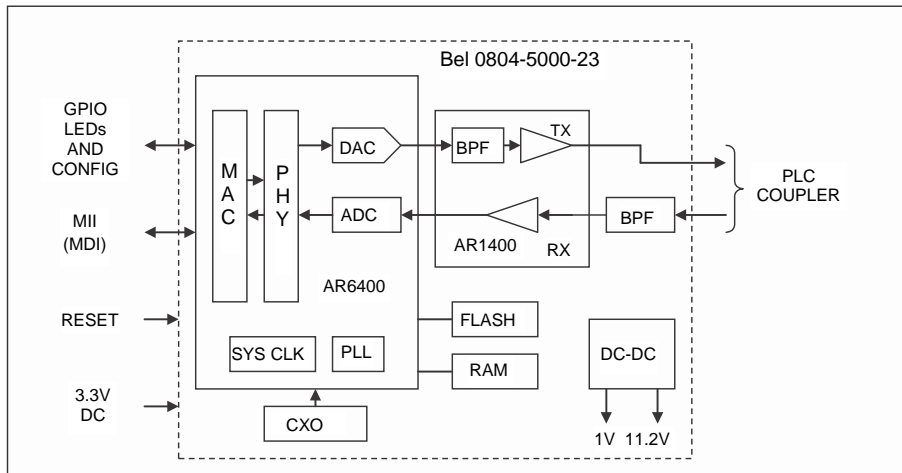 Bel 0804-5000-23
GPIO
LEDs
AND
CONFIG
MII
(MDI)
RESET
3.3V
DC
M
A
C
P
H
Y
DAC
ADC
AR6400
SYS CLK
PLL
CXO
BPF
TX
AR1400
RX
BPF
PLC
COUPLER
FLASH
RAM
DC-DC
1V
11.2V